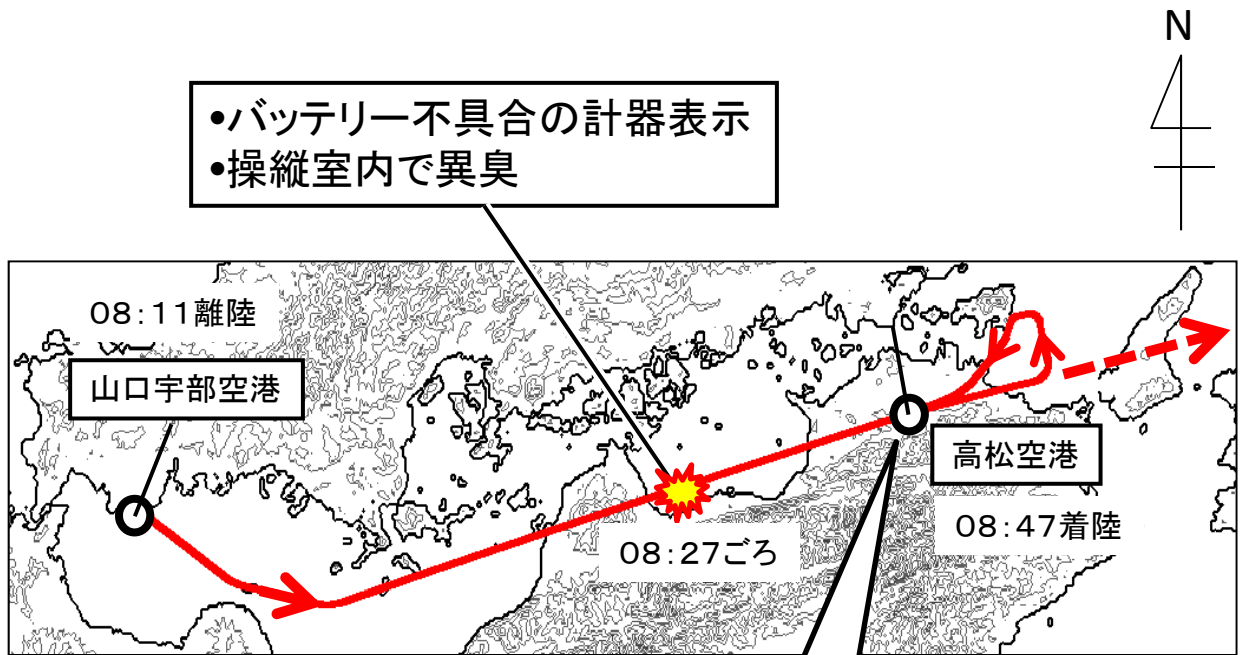 N
•バッテリー不具合の計器表示
•操縦室内で異臭
08:11離陸
山口宇部空港
高松空港
08:47着陸
08:27ごろ